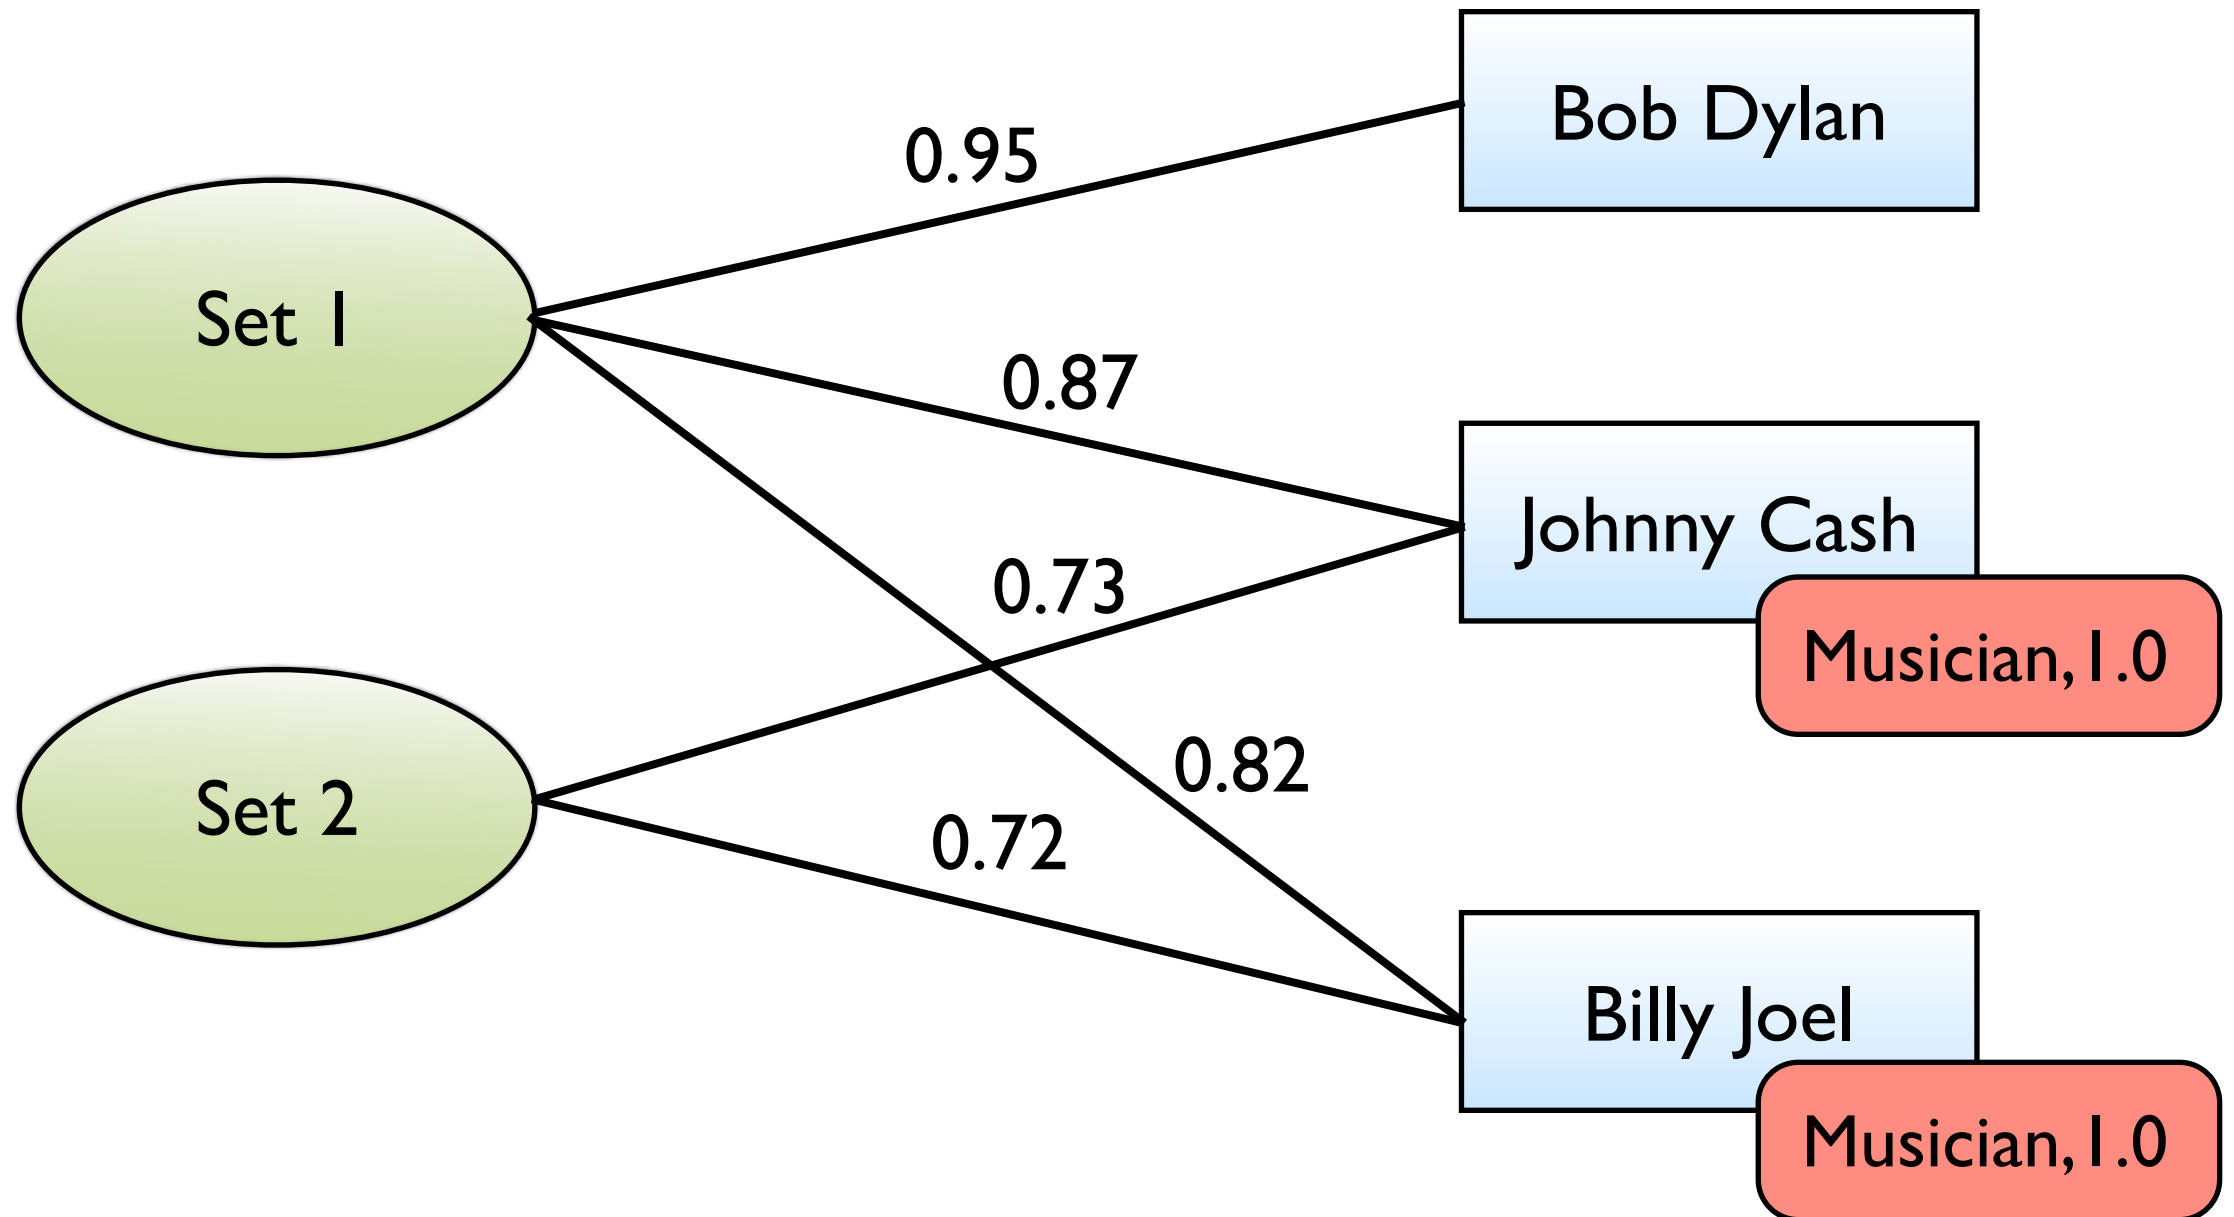 Bob Dylan
0.95
Set 1
0.87
Johnny Cash
0.73
Musician, 1.0
0.82
Set 2
0.72
Billy Joel
Musician, 1.0